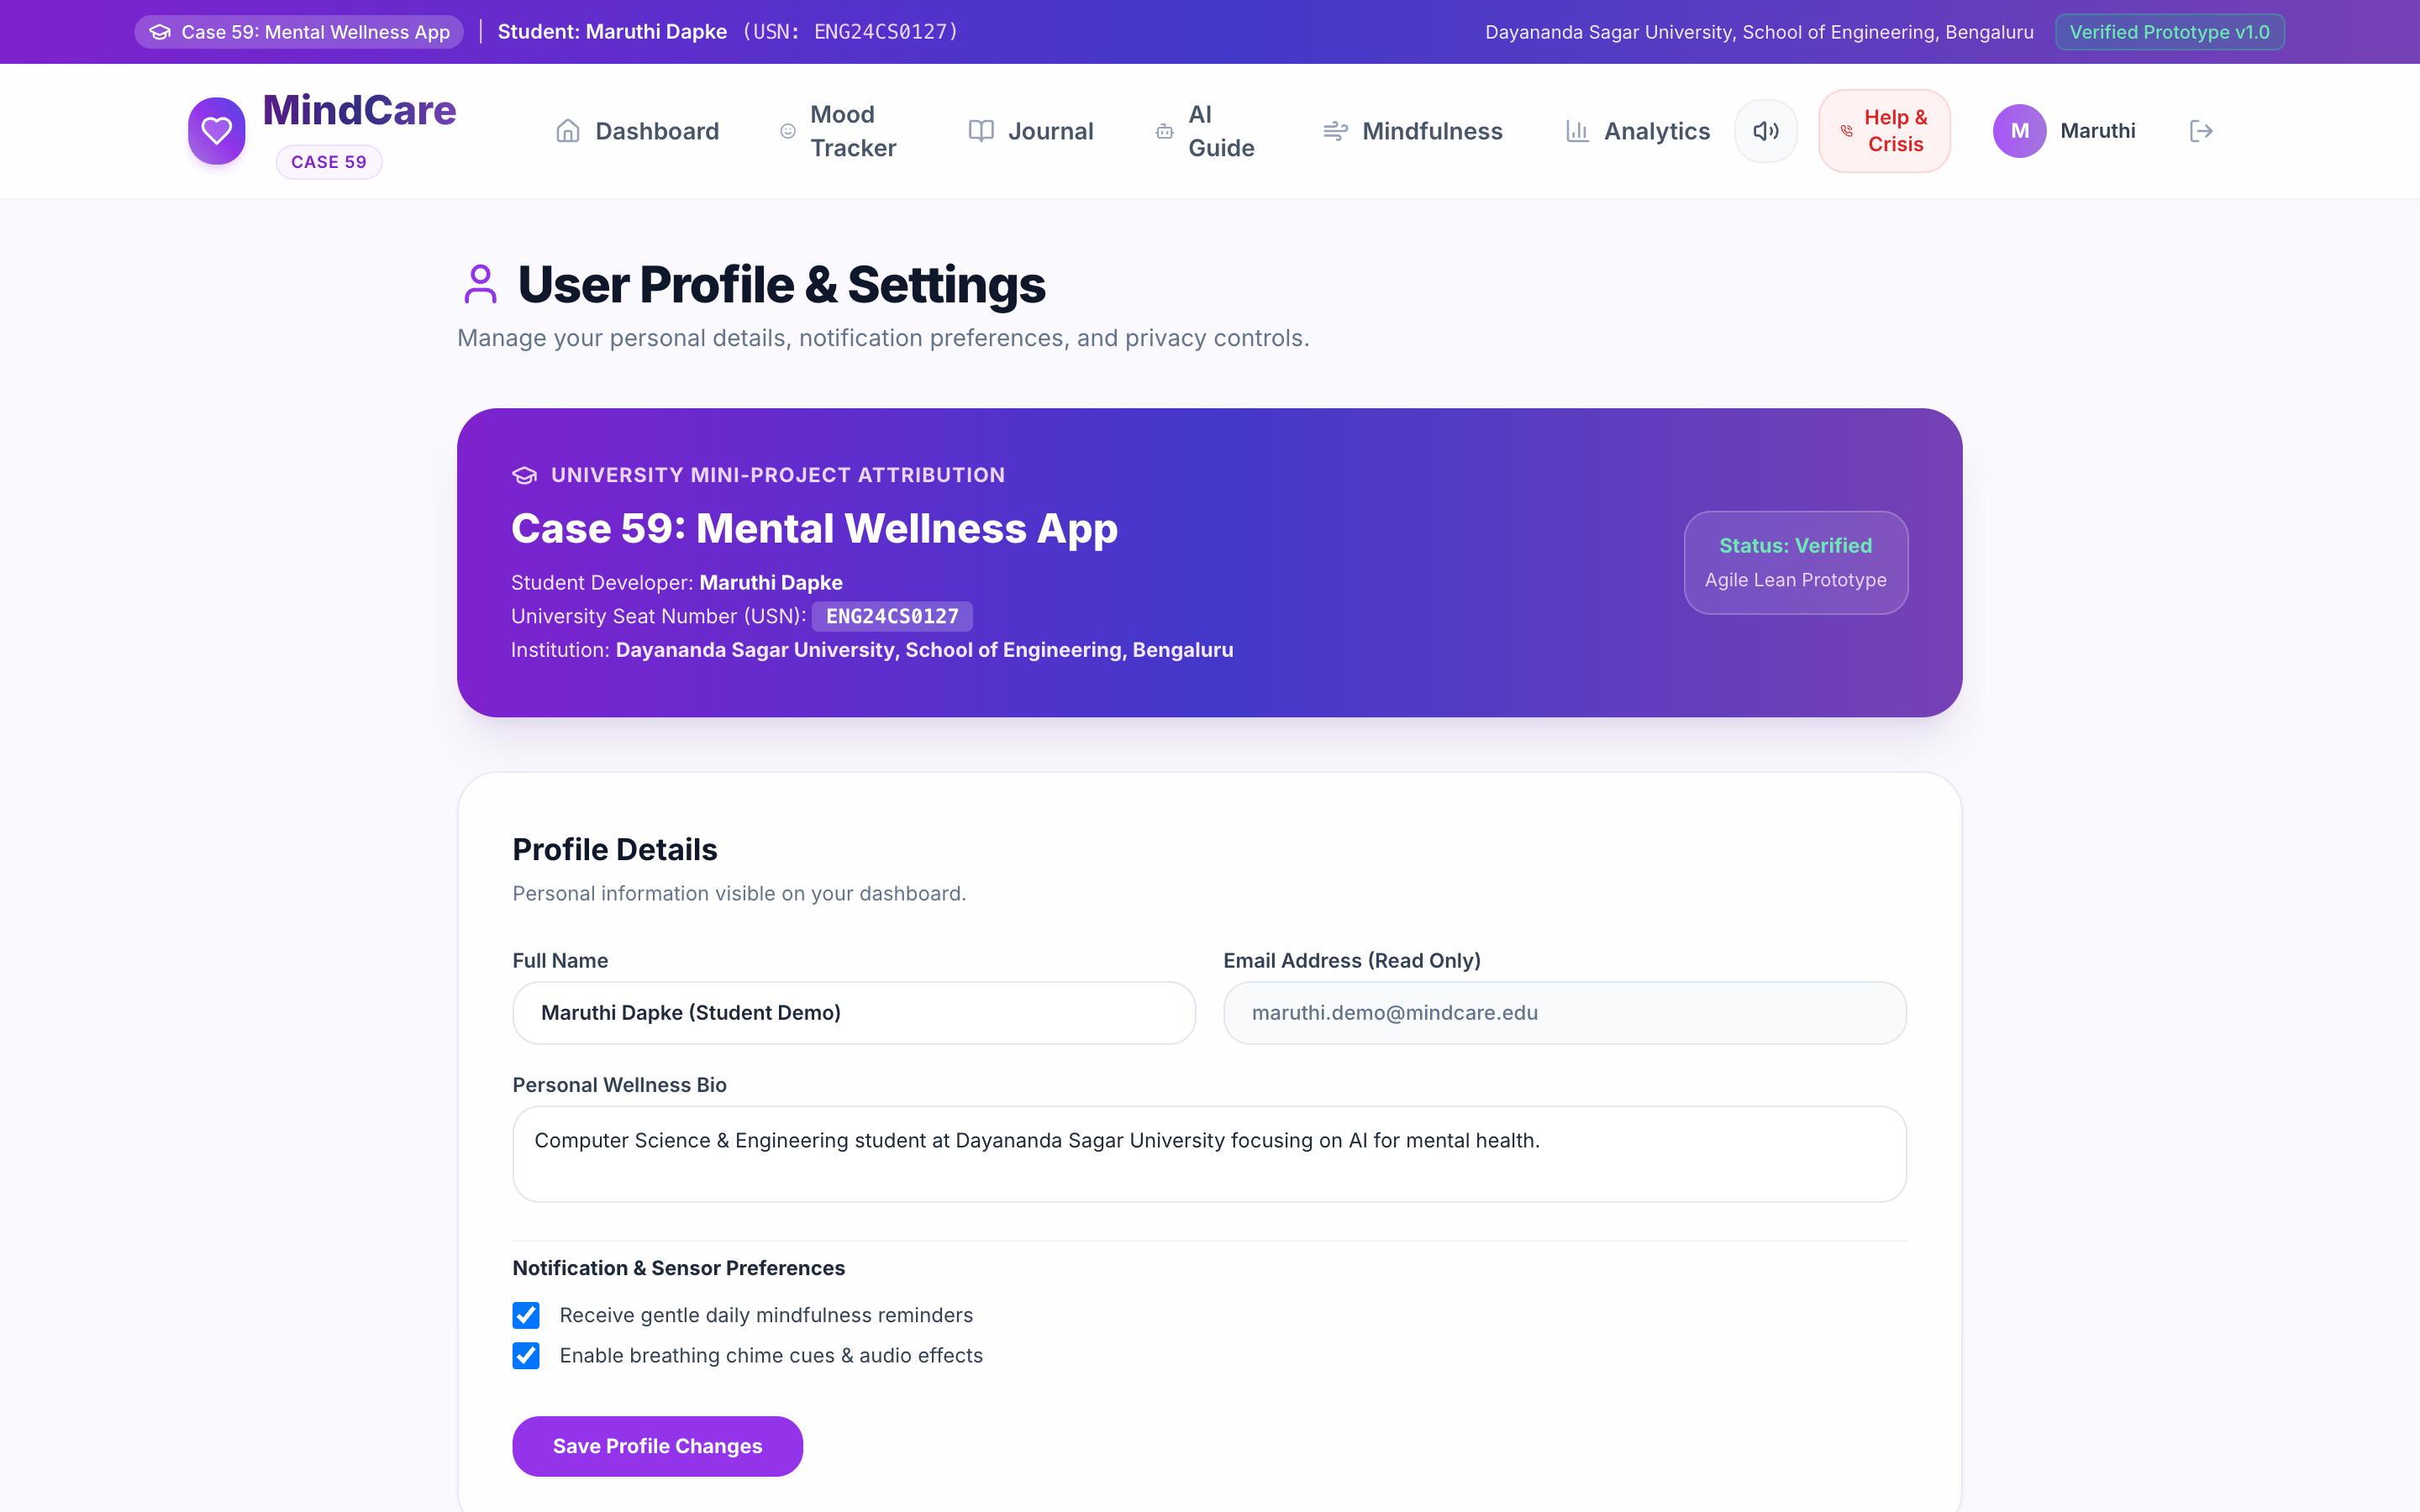 Case 59: Mental Wellness App
Student: Maruthi Dapke (USN: ENG24CS0127)
Dayananda Sagar University, School of Engineering, Bengaluru
Verified Prototype v1.0
MindCare
CASE 59
Dashboard
Mood
Tracker
Journal
AI
Guide
Mindfulness
Analytics
Help &
Crisis
M
Maruthi
User Profile & Settings
Manage your personal details, notification preferences, and privacy controls.
UNIVERSITY MINI-PROJECT ATTRIBUTION
Case 59: Mental Wellness App
Student Developer: Maruthi Dapke
University Seat Number (USN): ENG24CS0127
Institution: Dayananda Sagar University, School of Engineering, Bengaluru
Status: Verified
Agile Lean Prototype
Profile Details
Personal information visible on your dashboard.
Full Name
Maruthi Dapke (Student Demo)
Email Address (Read Only)
maruthi.demo@mindcare.edu
Personal Wellness Bio
Computer Science & Engineering student at Dayananda Sagar University focusing on AI for mental health.
Notification & Sensor Preferences
Receive gentle daily mindfulness reminders
Enable breathing chime cues & audio effects
Save Profile Changes